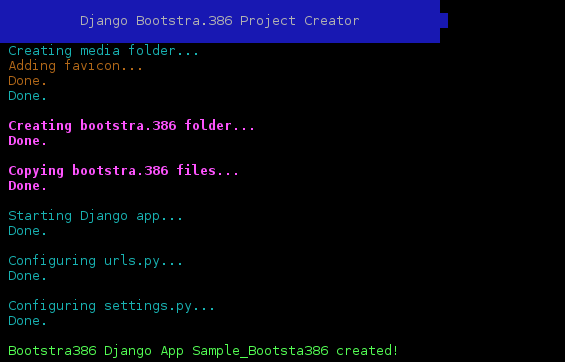 Django Bootstra.386 Project Creator
Creating media folder...
Adding favicon...
Done.
Done.
Creating bootstra.386 folder...
Done.
Copying bootstra.386 files...
Done.
Starting Django app...
Done.
Configuring urls.py...
Done.
Configuring settings.py...
Done.
Bootstra386 Django App Sample_Bootsta386 created!